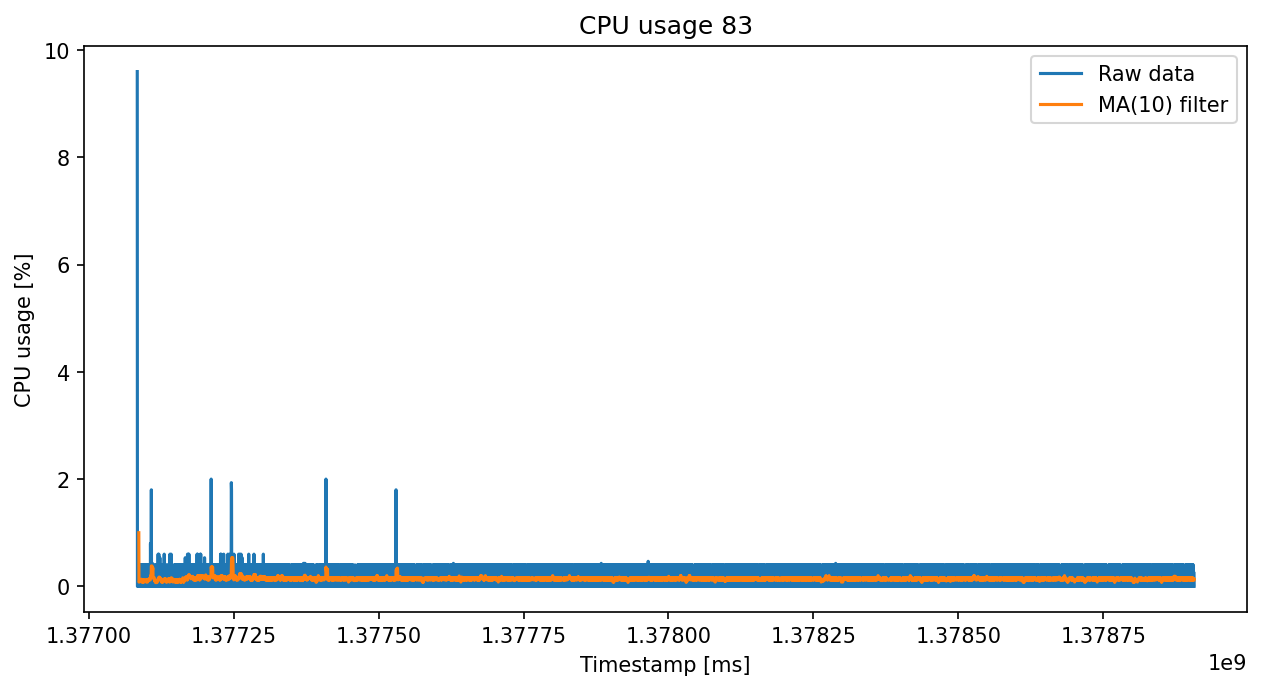 CPU usage 83
Raw data
MA(10) filter
CPU usage [%]
10
8
6
4
2
0
1.37700
1.37725
1.37750
1.37775
1.37800
1.37825
1.37850
1.37875
1e9
Timestamp [ms]